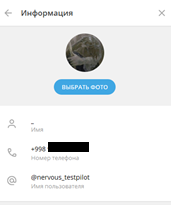 Информация
ВЫБРАТЬ ФОТО
..
Имя
+998
Номер телефона
@nervous_testpilot
Имя пользователя